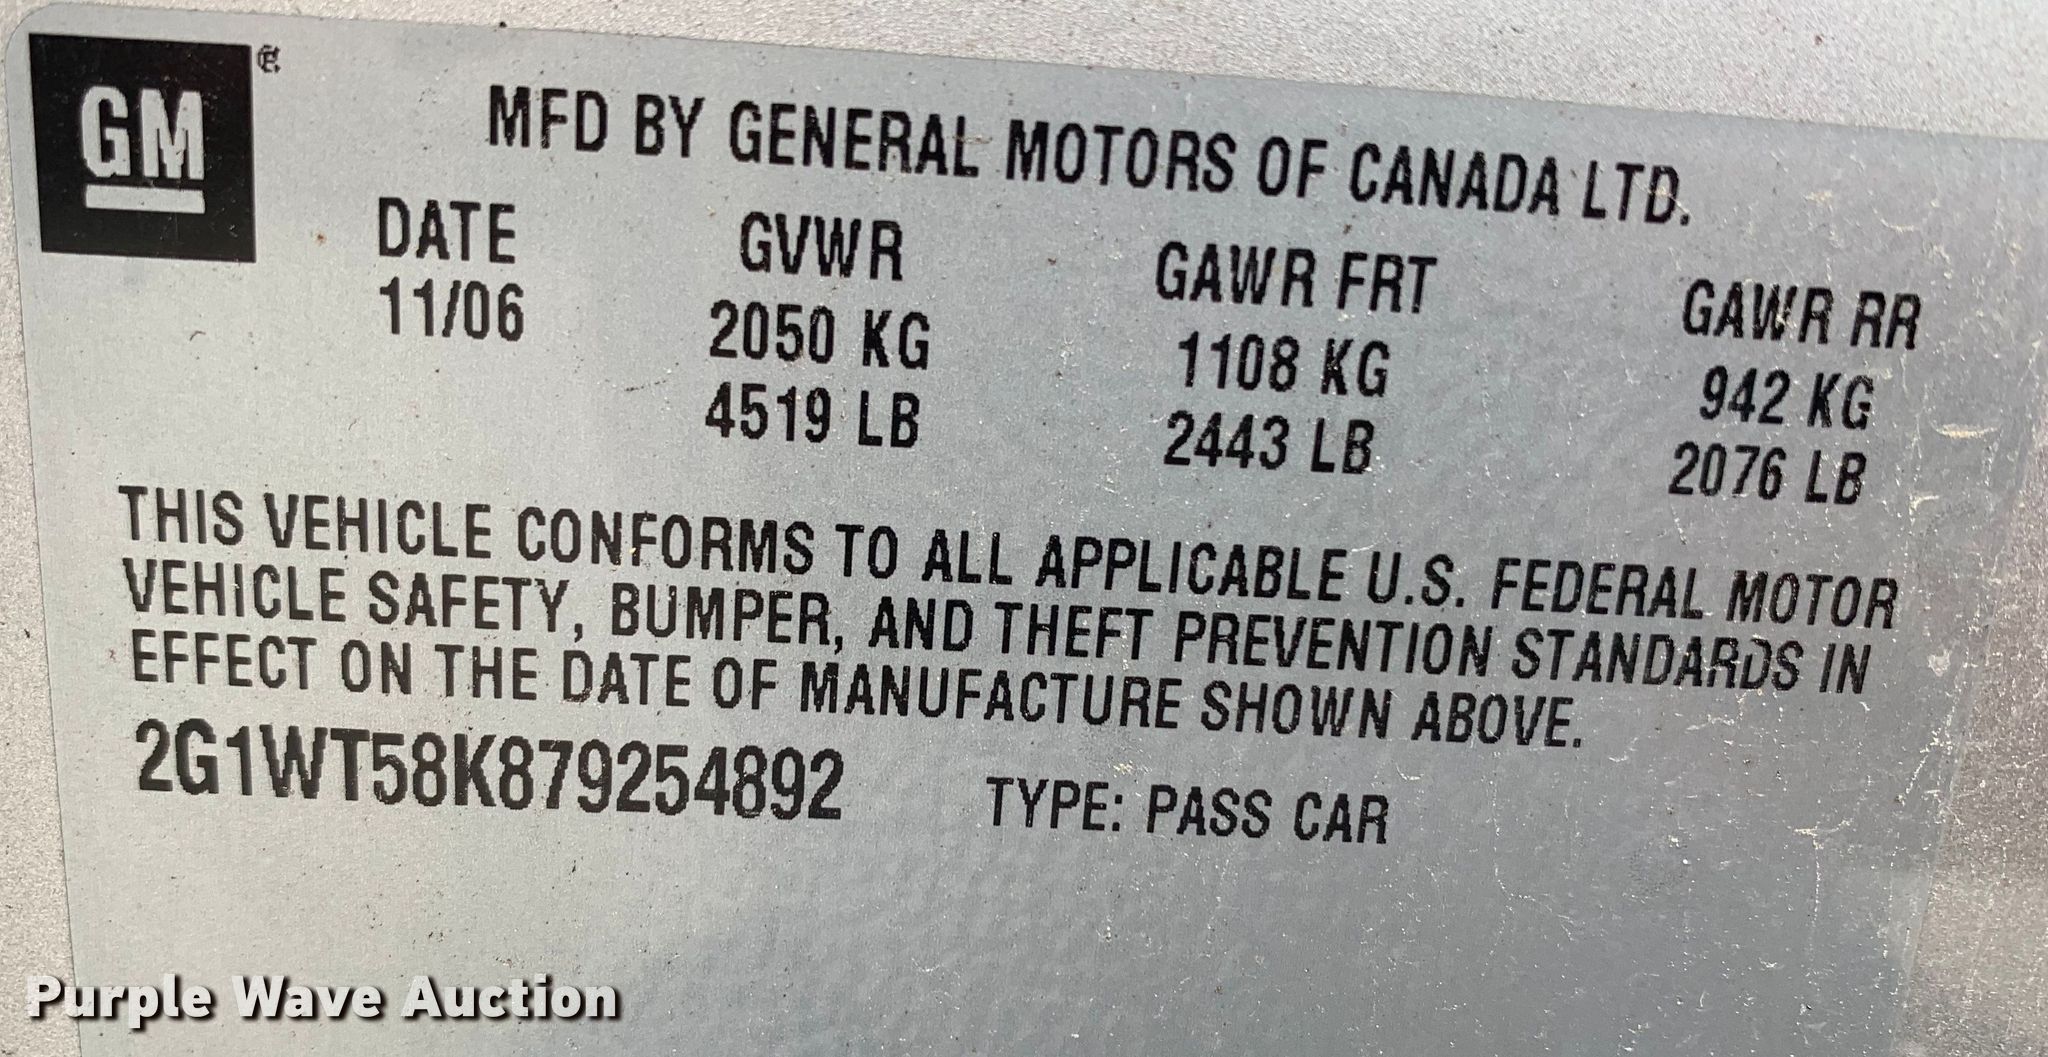 GM
MFD BY GENERAL MOTORS OF CANADA LTD.
DATE GVWR GAWR FRT GAWR RR
11/06 2050 KG 1108 KG 942 KG
4519 LB 2443 LB 2076 LB
THIS VEHICLE CONFORMS TO ALL APPLICABLE U.S. FEDERAL MOTOR
VEHICLE SAFETY, BUMPER, AND THEFT PREVENTION STANDARDS IN
EFFECT ON THE DATE OF MANUFACTURE SHOWN ABOVE.
2G1WT58K879254892 TYPE: PASS CAR
Purple Wave Auction